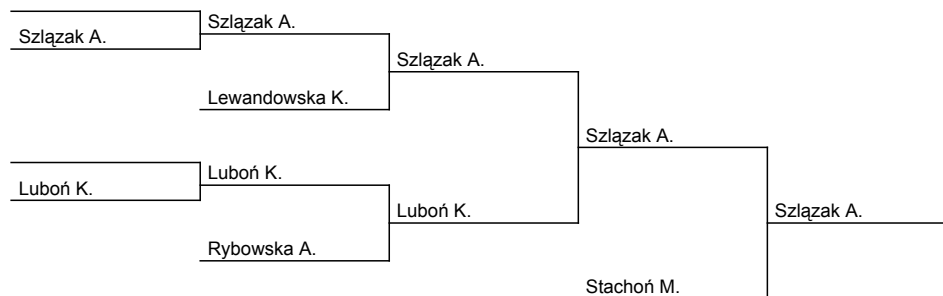 Szlązak A.
Szlązak A.
Szlązak A.
Lewandowska K.
Szlązak A.
Luboń K.
Luboń K.
Luboń K.
Szlązak A.
Rybowska A.
Stachoń M.